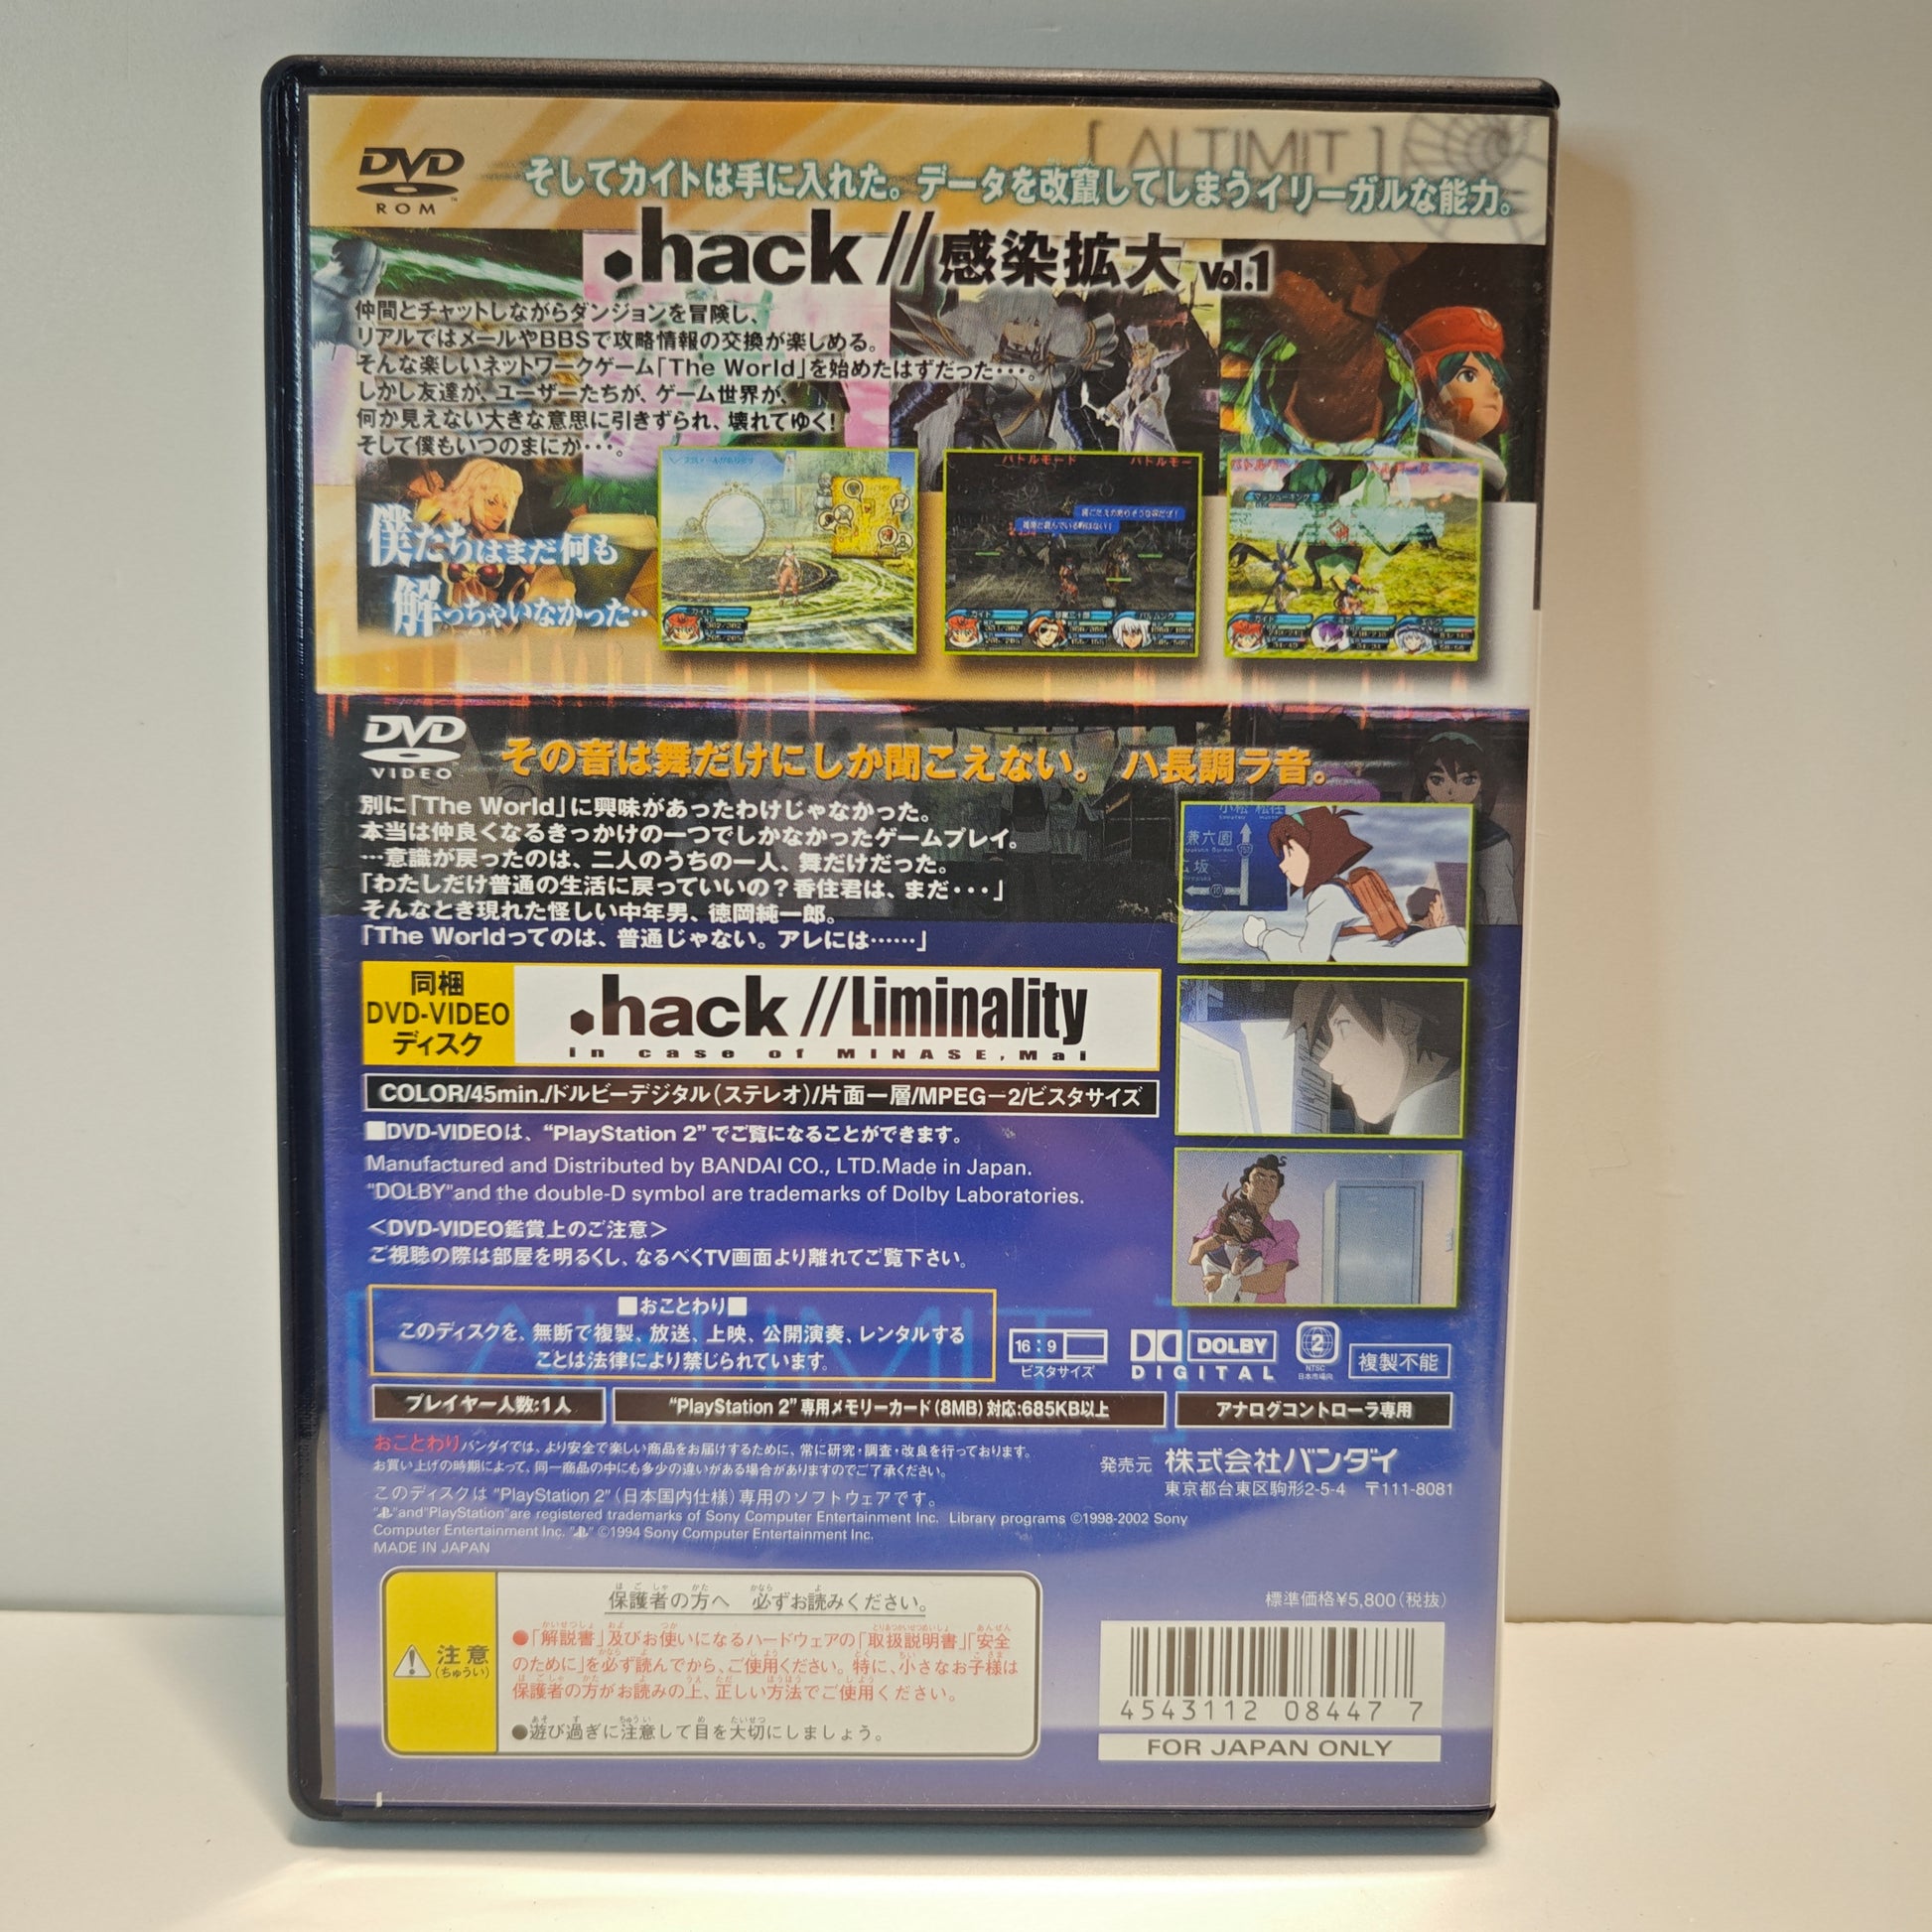 [ ALTIMIT ]
DVD
ROM
そしてカイトは手に入れた。データを改竄してしまうイリーガルな能力。
.hack//感染拡大 Vol.1
仲間とチャットしながらダンジョンを冒険し、
リアルではメールやBBSで攻略情報の交換が楽しめる。
そんな楽しいネットワークゲーム「The World」を始めたはずだった・・・。
しかし友達が、ユーザーたちが、ゲーム世界が、
何か見えない大きな意思に引きずられ、壊れてゆく!
そして僕もいつのまにか・・・。
僕たちはまだ何も
解っちゃいなかった‥
カイト
バトルモード
マッシューキング
DVD
VIDEO
その音は舞だけにしか聞こえない。 ハ長調ラ音。
別に「The World」に興味があったわけじゃなかった。
本当は仲良くなるきっかけの一つでしかなかったゲームプレイ。
…意識が戻ったのは、二人のうちの一人、舞だけだった。
「わたしだけ普通の生活に戻っていいの?香住君は、まだ・・・」
そんなとき現れた怪しい中年男、徳岡純一郎。
「The Worldってのは、普通じゃない。アレには……」
兼六園
広坂
同梱
DVD-VIDEO
ディスク
.hack//Liminality
in case of MINASE,Mai
COLOR/45min./ドルビーデジタル(ステレオ)/片面一層/MPEG-2/ビスタサイズ
■DVD-VIDEOは、“PlayStation 2”でご覧になることができます。
Manufactured and Distributed by BANDAI CO., LTD.Made in Japan.
"DOLBY"and the double-D symbol are trademarks of Dolby Laboratories.
<DVD-VIDEO鑑賞上のご注意>
ご視聴の際は部屋を明るくし、なるべくTV画面より離れてご覧下さい。
■おことわり■
このディスクを、無断で複製、放送、上映、公開演奏、レンタルする
ことは法律により禁じられています。
16:9
ビスタサイズ
DOLBY
DIGITAL
2
NTSC
日本市場向
複製不能
プレイヤー人数:1人
“PlayStation 2”専用メモリーカード(8MB)対応:685KB以上
アナログコントローラ専用
おことわり バンダイでは、より安全で楽しい商品をお届けするために、常に研究・調査・改良を行っております。
お買い上げの時期によって、同一商品の中にも多少の違いがある場合がありますのでご了承ください。
発売元 株式会社バンダイ
東京都台東区駒形2-5-4 〒111-8081
このディスクは “PlayStation 2”(日本国内仕様)専用のソフトウェアです。
" "and"PlayStation"are registered trademarks of Sony Computer Entertainment Inc. Library programs ©1998-2002 Sony
Computer Entertainment Inc. " " ©1994 Sony Computer Entertainment Inc.
MADE IN JAPAN
注意
(ちゅうい)
保護者の方へ 必ずお読みください。
●「解説書」及びお使いになるハードウェアの「取扱説明書」「安全
のために」を必ず読んでから、ご使用ください。特に、小さなお子様は
保護者の方がお読みの上、正しい方法でご使用ください。
●遊び過ぎに注意して目を大切にしましょう。
標準価格¥5,800(税抜)
4543112 08447 7
FOR JAPAN ONLY